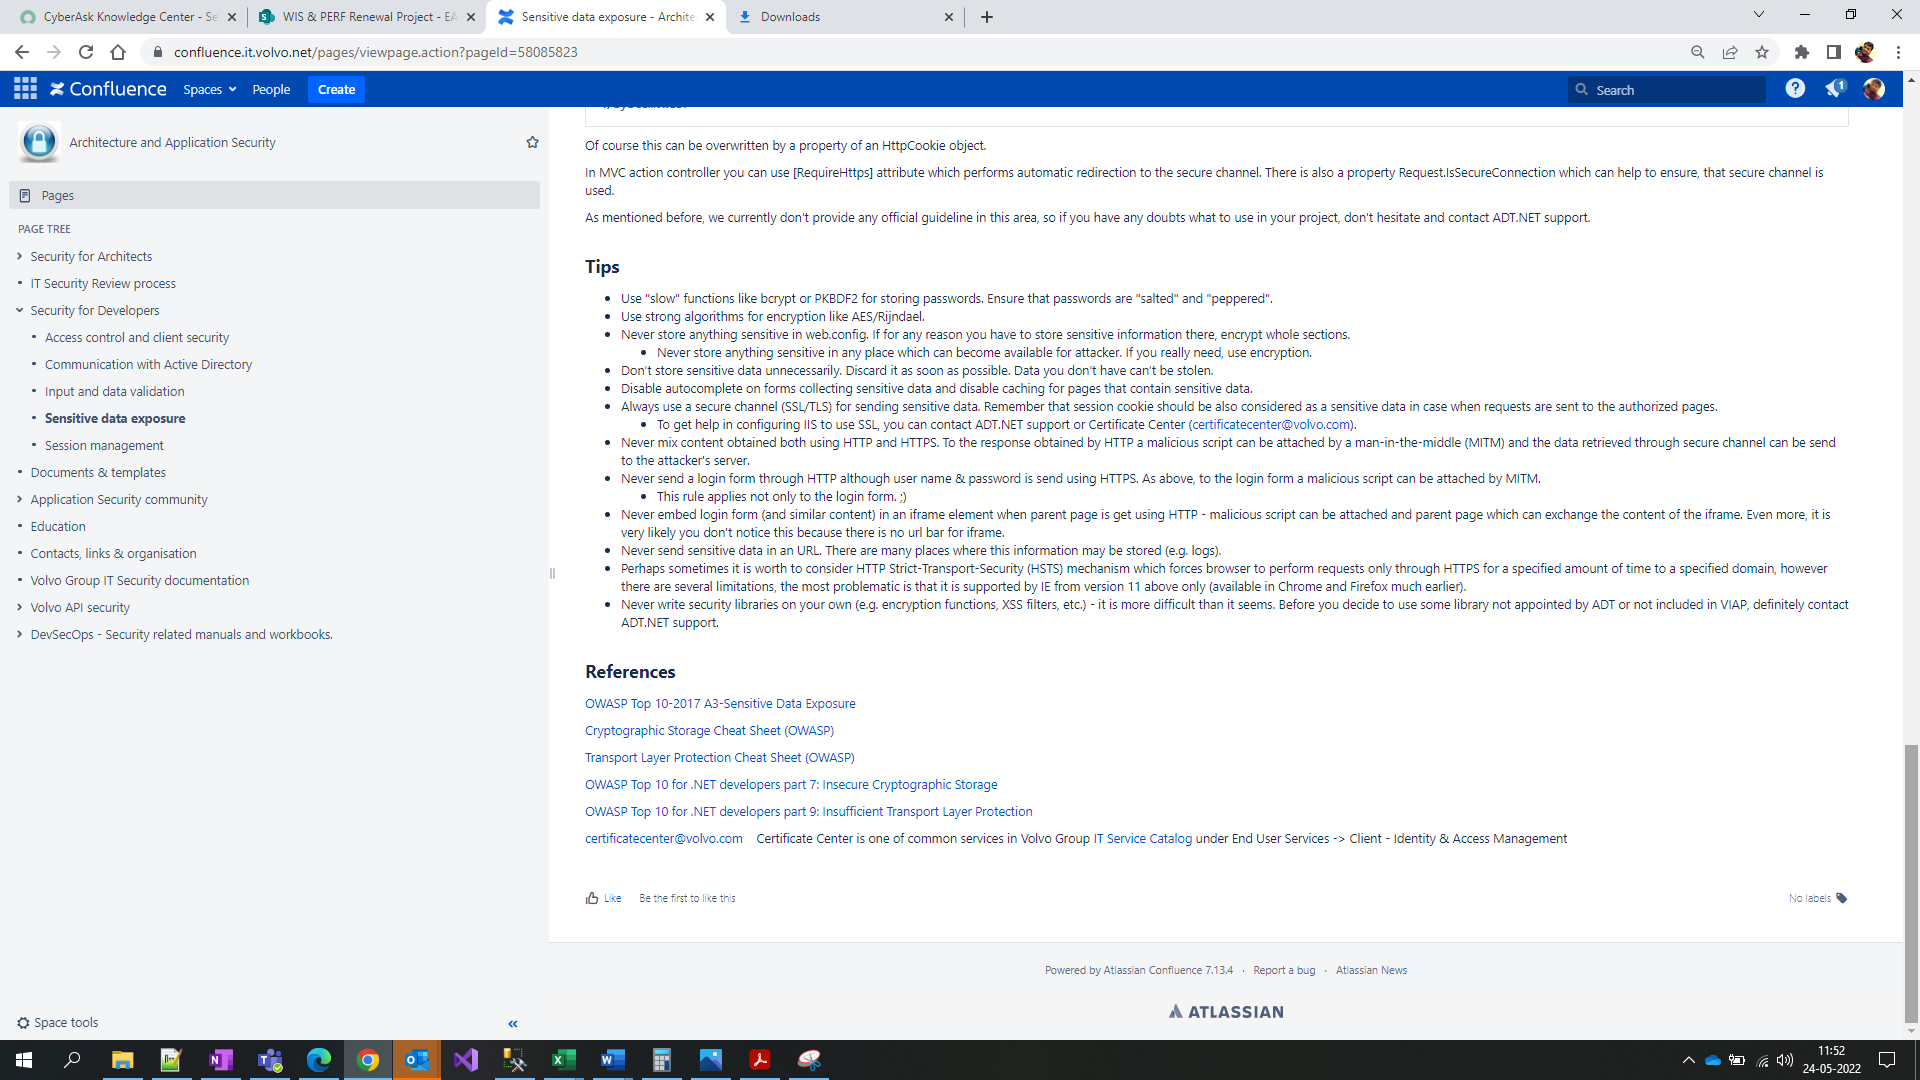 CyberAsk Knowledge Center - Se
WIS & PERF Renewal Project - EA
Sensitive data exposure - Archite
Downloads
confluence.it.volvo.net/pages/viewpage.action?pageId=58085823
Confluence
Spaces
People
Create
Search
1
Architecture and Application Security
Pages
PAGE TREE
Security for Architects
IT Security Review process
Security for Developers
Access control and client security
Communication with Active Directory
Input and data validation
Sensitive data exposure
Session management
Documents & templates
Application Security community
Education
Contacts, links & organisation
Volvo Group IT Security documentation
Volvo API security
DevSecOps - Security related manuals and workbooks.
Space tools
Of course this can be overwritten by a property of an HttpCookie object.
In MVC action controller you can use [RequireHttps] attribute which performs automatic redirection to the secure channel. There is also a property Request.IsSecureConnection which can help to ensure, that secure channel is
used.
As mentioned before, we currently don't provide any official guideline in this area, so if you have any doubts what to use in your project, don't hesitate and contact ADT.NET support.
Tips
• Use "slow" functions like bcrypt or PKBDF2 for storing passwords. Ensure that passwords are "salted" and "peppered".
• Use strong algorithms for encryption like AES/Rijndael.
• Never store anything sensitive in web.config. If for any reason you have to store sensitive information there, encrypt whole sections.
• Never store anything sensitive in any place which can become available for attacker. If you really need, use encryption.
• Don't store sensitive data unnecessarily. Discard it as soon as possible. Data you don't have can't be stolen.
• Disable autocomplete on forms collecting sensitive data and disable caching for pages that contain sensitive data.
• Always use a secure channel (SSL/TLS) for sending sensitive data. Remember that session cookie should be also considered as a sensitive data in case when requests are sent to the authorized pages.
• To get help in configuring IIS to use SSL, you can contact ADT.NET support or Certificate Center (certificatecenter@volvo.com).
• Never mix content obtained both using HTTP and HTTPS. To the response obtained by HTTP a malicious script can be attached by a man-in-the-middle (MITM) and the data retrieved through secure channel can be send
to the attacker's server.
• Never send a login form through HTTP although user name & password is send using HTTPS. As above, to the login form a malicious script can be attached by MITM.
• This rule applies not only to the login form. ;)
• Never embed login form (and similar content) in an iframe element when parent page is get using HTTP - malicious script can be attached and parent page which can exchange the content of the iframe. Even more, it is
very likely you don't notice this because there is no url bar for iframe.
• Never send sensitive data in an URL. There are many places where this information may be stored (e.g. logs).
• Perhaps sometimes it is worth to consider HTTP Strict-Transport-Security (HSTS) mechanism which forces browser to perform requests only through HTTPS for a specified amount of time to a specified domain, however
there are several limitations, the most problematic is that it is supported by IE from version 11 above only (available in Chrome and Firefox much earlier).
• Never write security libraries on your own (e.g. encryption functions, XSS filters, etc.) - it is more difficult than it seems. Before you decide to use some library not appointed by ADT or not included in VIAP, definitely contact
ADT.NET support.
References
OWASP Top 10-2017 A3-Sensitive Data Exposure
Cryptographic Storage Cheat Sheet (OWASP)
Transport Layer Protection Cheat Sheet (OWASP)
OWASP Top 10 for .NET developers part 7: Insecure Cryptographic Storage
OWASP Top 10 for .NET developers part 9: Insufficient Transport Layer Protection
certificatecenter@volvo.com Certificate Center is one of common services in Volvo Group IT Service Catalog under End User Services -> Client - Identity & Access Management
Like
Be the first to like this
No labels
Powered by Atlassian Confluence 7.13.4 · Report a bug · Atlassian News
ATLASSIAN
11:52
24-05-2022